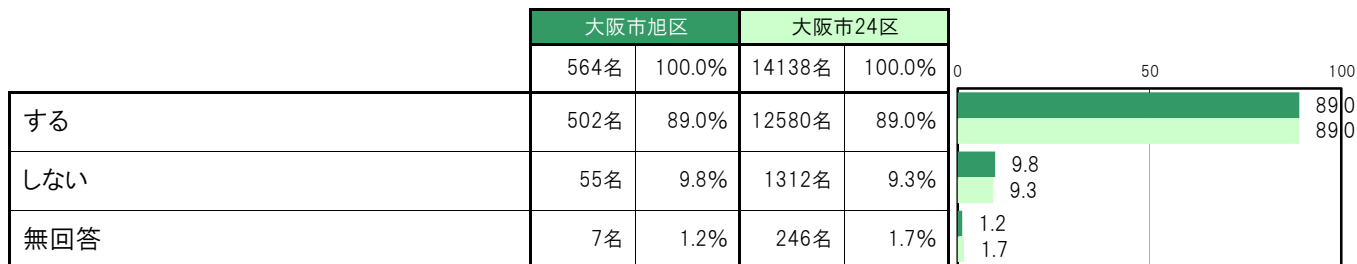 大阪市旭区 大阪市24区
564名 100.0% 14138名 100.0% 0 50 100
する 502名 89.0% 12580名 89.0% 89.0
89.0
しない 55名 9.8% 1312名 9.3% 9.8
9.3
無回答 7名 1.2% 246名 1.7% 1.2
1.7